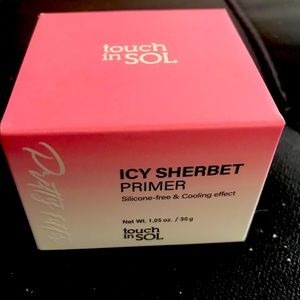 touch
in SOL
ICY SHERBET
PRIMER
Silicone-free & Cooling effect
Net Wt. 1.05 oz. / 30 g
touch
in SOL